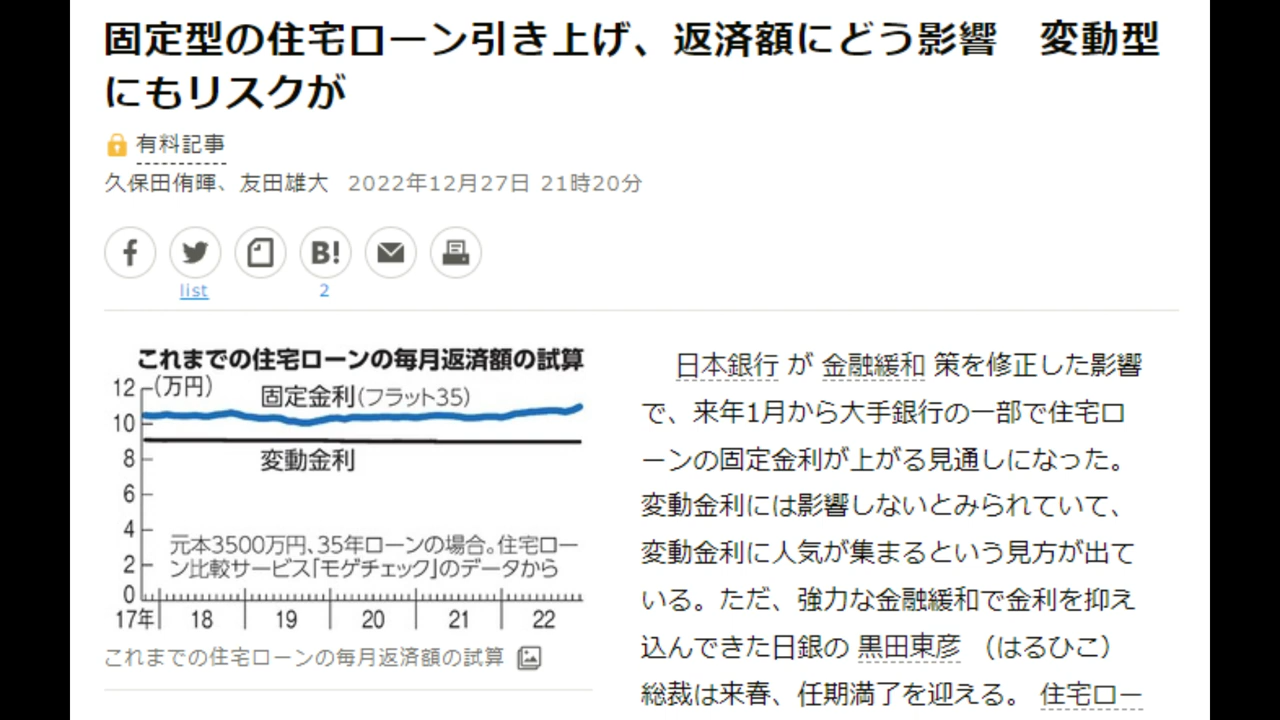 固定型の住宅ローン引き上げ、返済額にどう影響　変動型
にもリスクが
有料記事
久保田侑暉、友田雄大 2022年12月27日 21時20分
B!
list 2
これまでの住宅ローンの毎月返済額の試算
12 (万円)
固定金利(フラット35)
10
8
変動金利
6
4
元本3500万円、35年ローンの場合。住宅ロー
2
ン比較サービス「モゲチェック」のデータから
0
17年 18 19 20 21 22
これまでの住宅ローンの毎月返済額の試算
日本銀行 が 金融緩和 策を修正した影響
で、来年1月から大手銀行の一部で住宅ロ
ーンの固定金利が上がる見通しになった。
変動金利には影響しないとみられていて、
変動金利に人気が集まるという見方が出て
いる。ただ、強力な金融緩和で金利を抑え
込んできた日銀の 黒田東彦 （はるひこ）
総裁は来春、任期満了を迎える。 住宅ロー